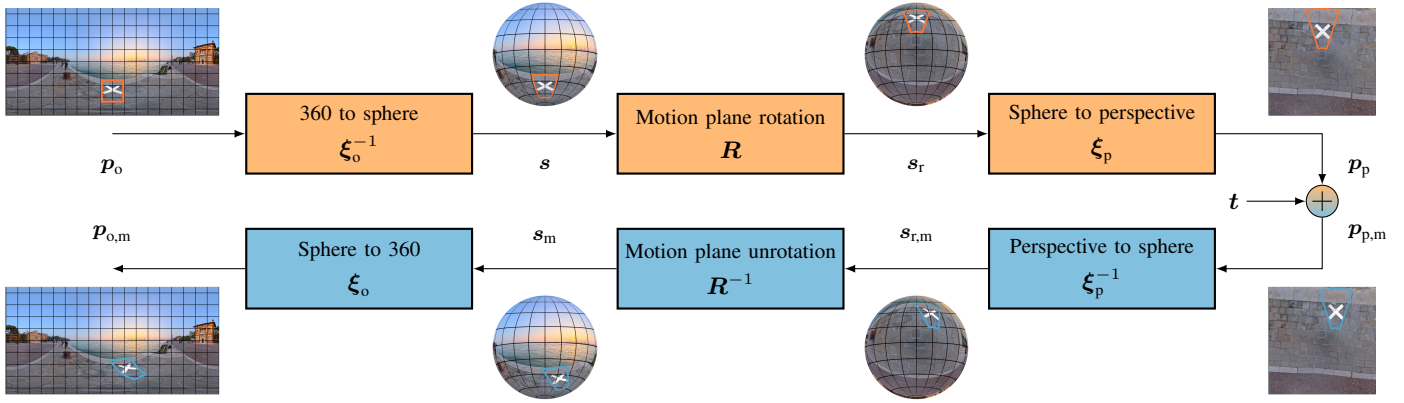 360 to sphere
ξₒ⁻¹
Motion plane rotation
R
Sphere to perspective
ξₚ
pₒ
s
sᵣ
pₚ
t
+
pₒ,ₘ
sₘ
sᵣ,ₘ
pₚ,ₘ
Sphere to 360
ξₒ
Motion plane unrotation
R⁻¹
Perspective to sphere
ξₚ⁻¹